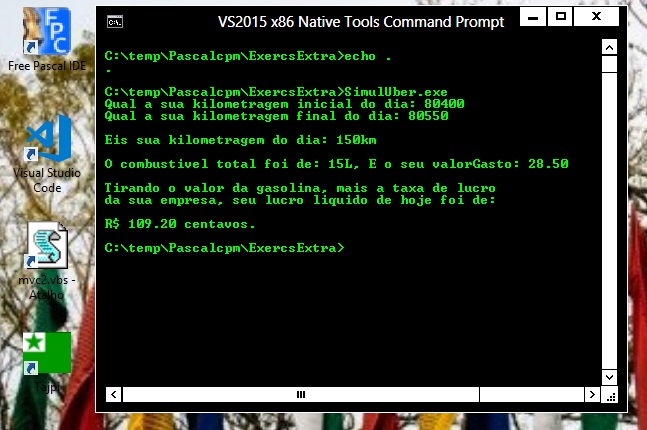 VS2015 x86 Native Tools Command Prompt
C:\temp\Pascalcpm\ExercsExtra>echo .
.
C:\temp\Pascalcpm\ExercsExtra>SimulUber.exe
Qual a sua kilometragem inicial do dia: 80400
Qual a sua kilometragem final do dia: 80550
Eis sua kilometragem do dia: 150km
O combustivel total foi de: 15L, E o seu valorGasto: 28.50
Tirando o valor da gasolina, mais a taxa de lucro
da sua empresa, seu lucro liquido de hoje foi de:
R$ 109.20 centavos.
C:\temp\Pascalcpm\ExercsExtra>
FPC
Free Pascal IDE
Visual Studio
Code
mvc2.vbs -
Atalho
Tajpi